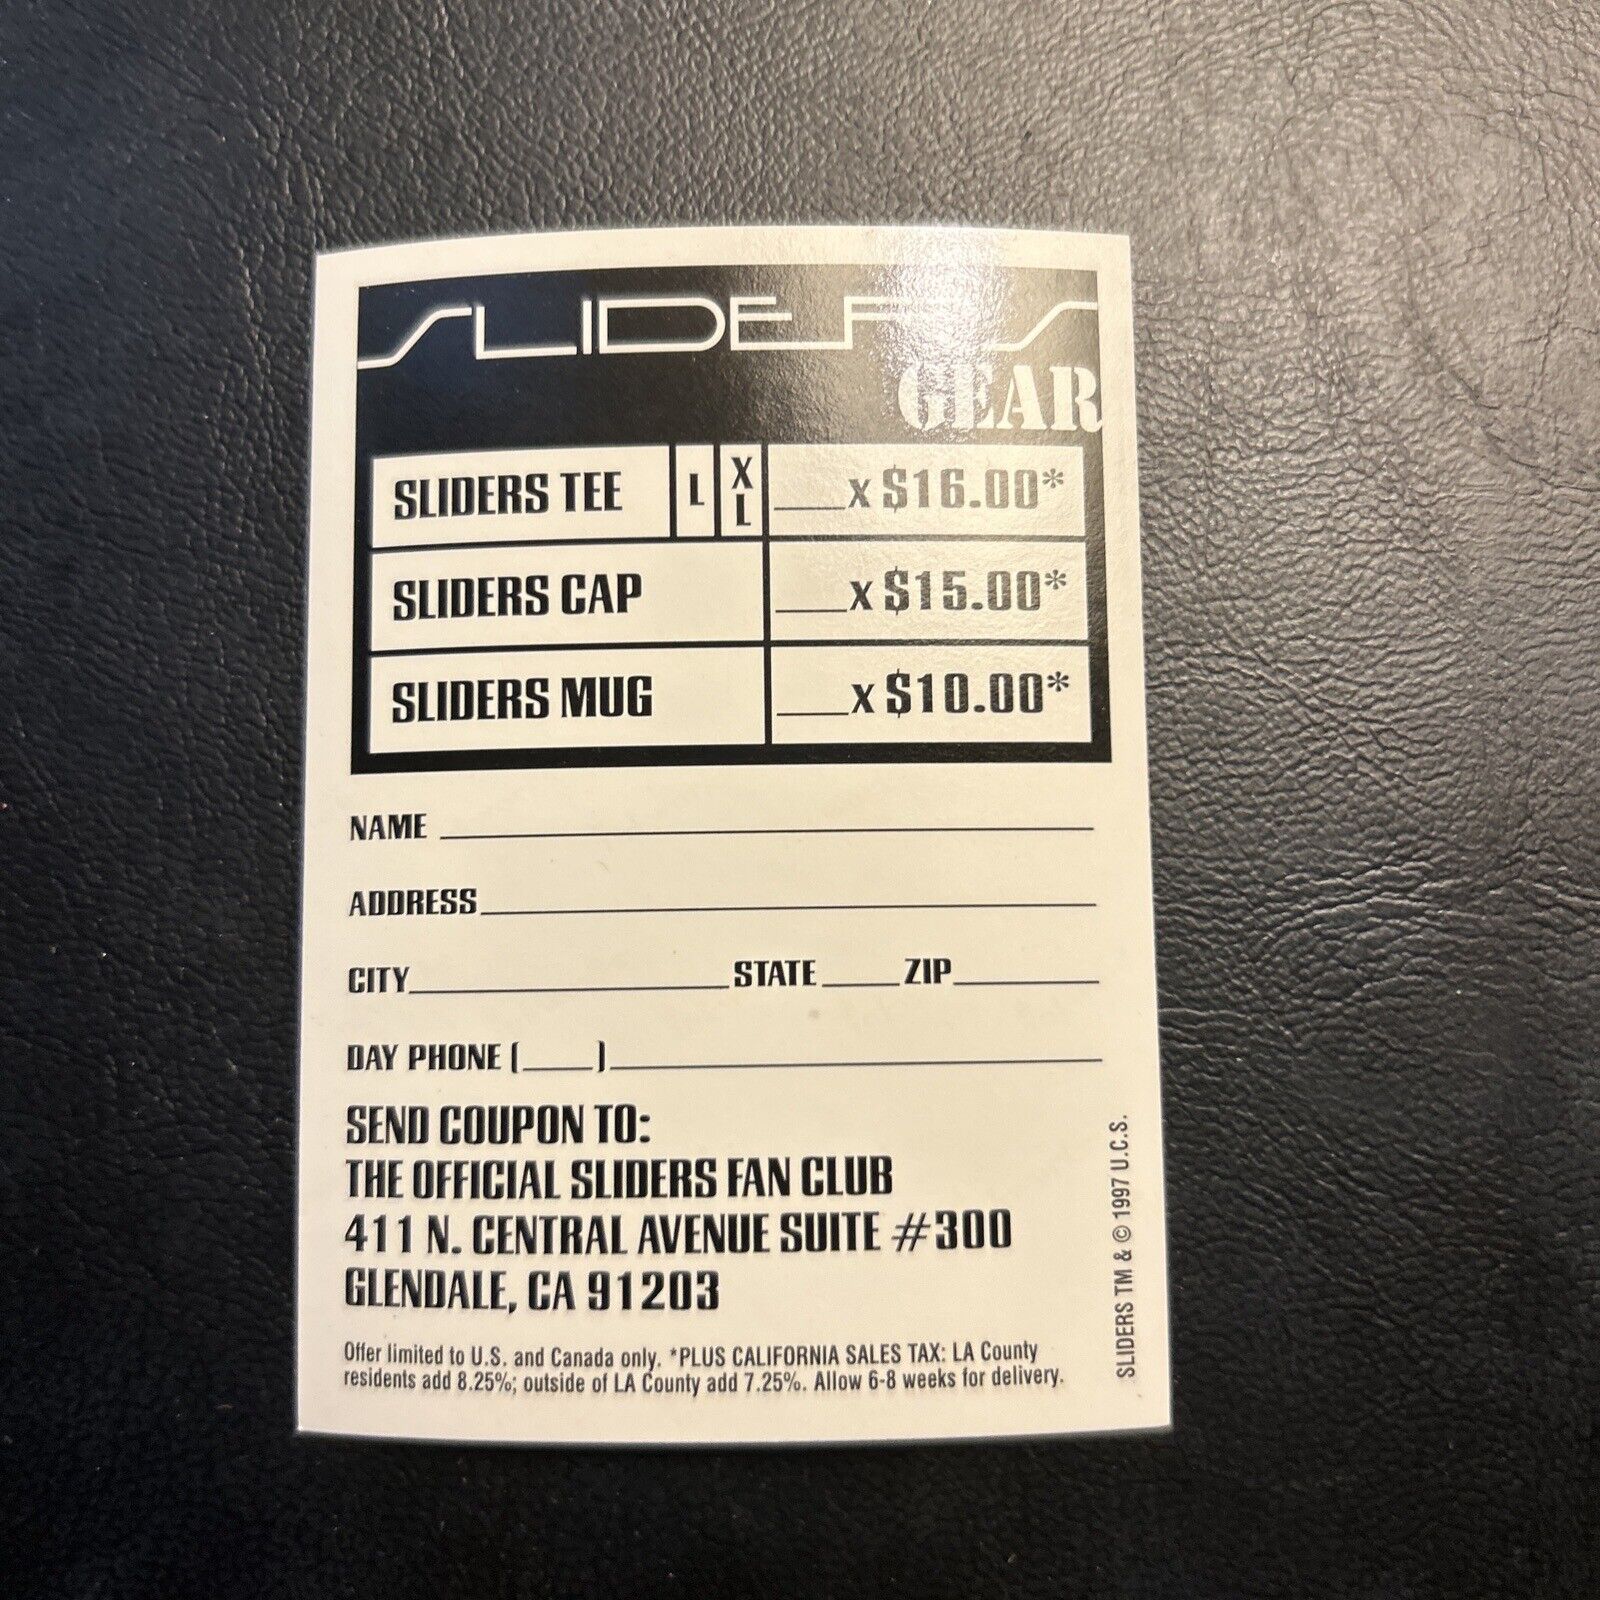 SLIDERS
GEAR
SLIDERS TEE L XL ___x $16.00*
SLIDERS CAP ___x $15.00*
SLIDERS MUG ___x $10.00*
NAME
ADDRESS
CITY STATE ZIP
DAY PHONE (___)
SEND COUPON TO:
THE OFFICIAL SLIDERS FAN CLUB
411 N. CENTRAL AVENUE SUITE #300
GLENDALE, CA 91203
Offer limited to U.S. and Canada only. *PLUS CALIFORNIA SALES TAX: LA County
residents add 8.25%; outside of LA County add 7.25%. Allow 6-8 weeks for delivery.
SLIDERS TM & © 1997 U.C.S.